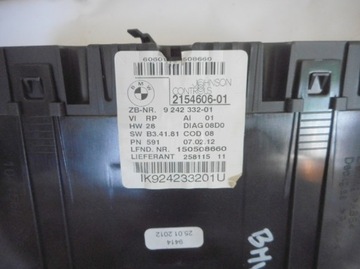 JOHNSON
CONTROLS
2154606-01
ZB-NR. 9 242 332-01
VI RP AI 01
HW 28 DIAG 08D0
SW B3.41.81 COD 08
PN 591 07.02.12
LFND. NR. 150508660
LIEFERANT 258115 11
IK924233201U
9414
25.01.2012